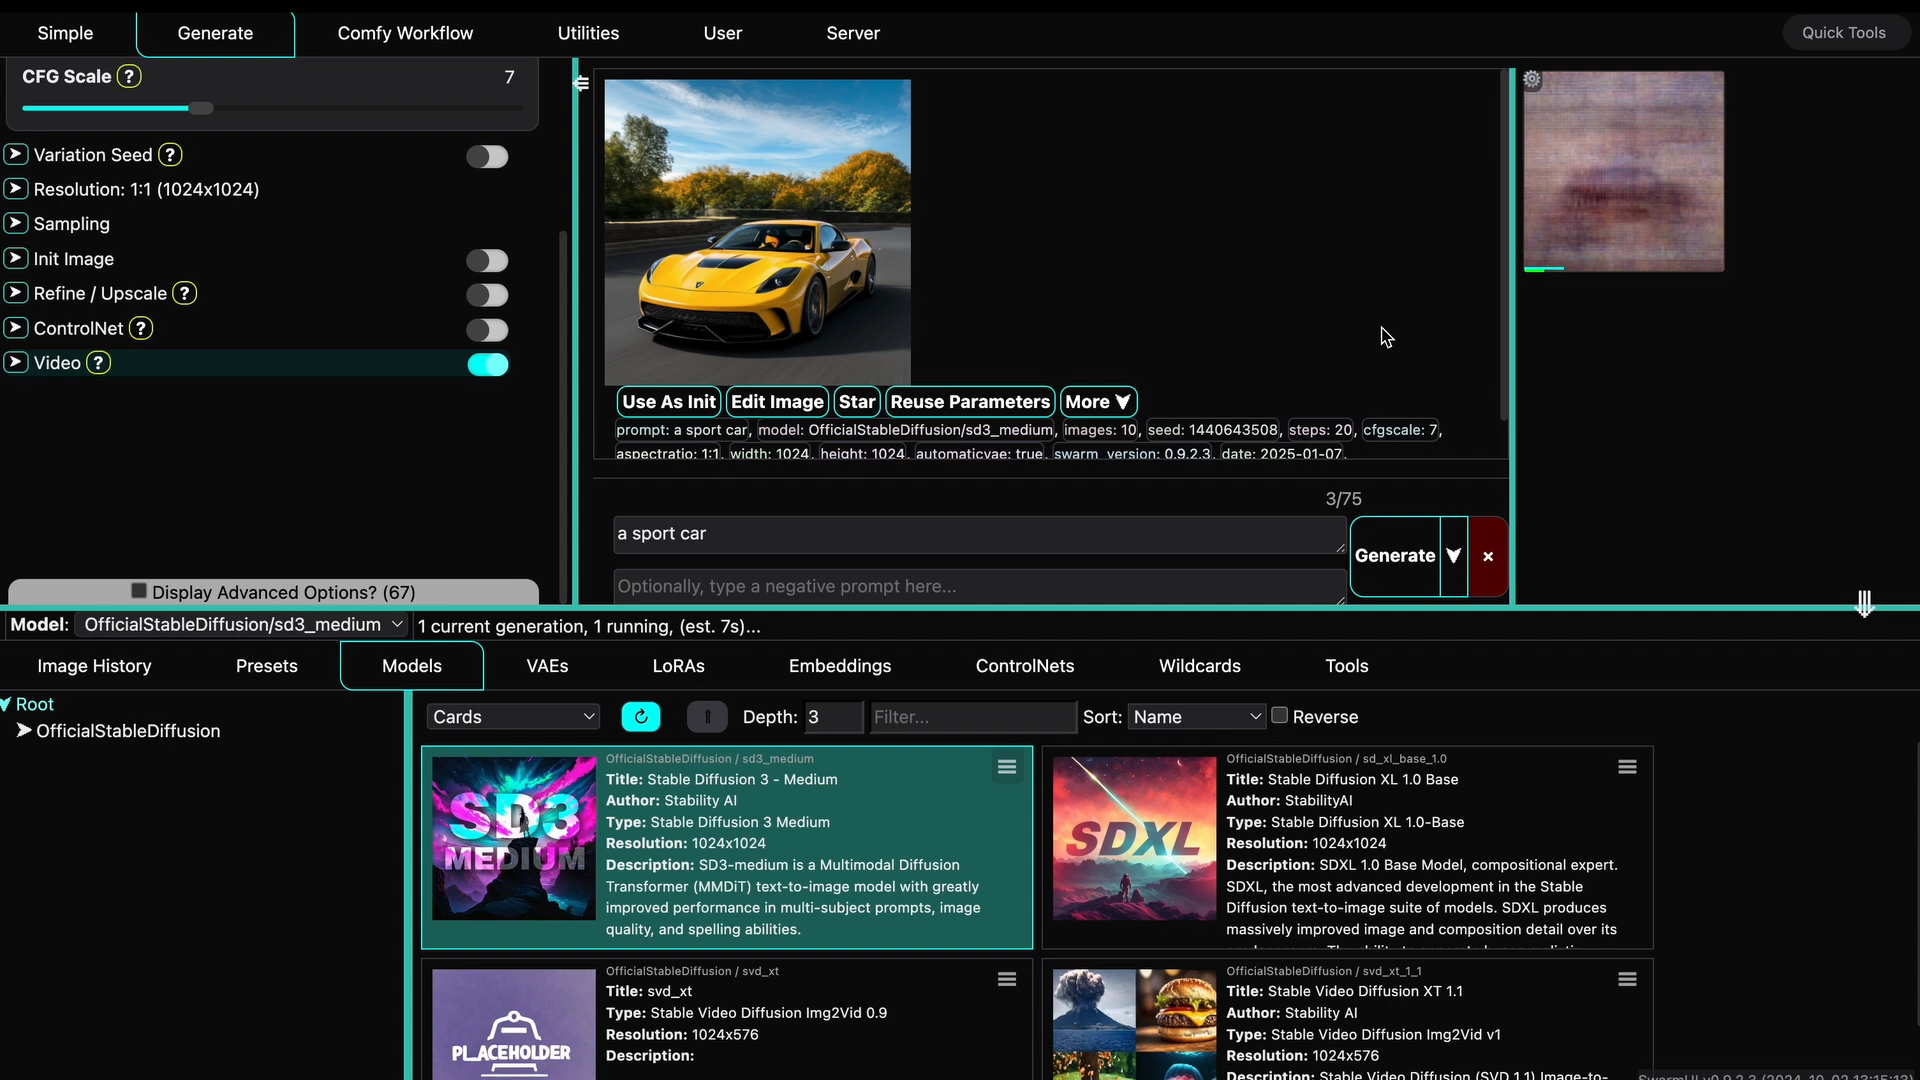 Simple Generate Comfy Workflow Utilities User Server Quick Tools
CFG Scale ? 7
Variation Seed ?
Resolution: 1:1 (1024x1024)
Sampling
Init Image
Refine / Upscale ?
ControlNet ?
Video ?
Display Advanced Options? (67)
Use As Init Edit Image Star Reuse Parameters More
prompt: a sport car, model: OfficialStableDiffusion/sd3_medium, images: 10, seed: 1440643508, steps: 20, cfgscale: 7,
aspectratio: 1:1, width: 1024, height: 1024, automaticvae: true, swarm_version: 0.9.2.3, date: 2025-01-07,
3/75
a sport car
Optionally, type a negative prompt here...
Generate ×
Model: OfficialStableDiffusion/sd3_medium 1 current generation, 1 running, (est. 7s)...
Image History Presets Models VAEs LoRAs Embeddings ControlNets Wildcards Tools
Root
OfficialStableDiffusion
Cards Depth: 3 Filter... Sort: Name Reverse
SD3
MEDIUM
OfficialStableDiffusion / sd3_medium
Title: Stable Diffusion 3 - Medium
Author: Stability AI
Type: Stable Diffusion 3 Medium
Resolution: 1024x1024
Description: SD3-medium is a Multimodal Diffusion
Transformer (MMDiT) text-to-image model with greatly
improved performance in multi-subject prompts, image
quality, and spelling abilities.
SDXL
OfficialStableDiffusion / sd_xl_base_1.0
Title: Stable Diffusion XL 1.0 Base
Author: StabilityAI
Type: Stable Diffusion XL 1.0-Base
Resolution: 1024x1024
Description: SDXL 1.0 Base Model, compositional expert.
SDXL, the most advanced development in the Stable
Diffusion text-to-image suite of models. SDXL produces
massively improved image and composition detail over its
PLACEHOLDER
OfficialStableDiffusion / svd_xt
Title: svd_xt
Type: Stable Video Diffusion Img2Vid 0.9
Resolution: 1024x576
Description:
OfficialStableDiffusion / svd_xt_1_1
Title: Stable Video Diffusion XT 1.1
Author: Stability AI
Type: Stable Video Diffusion Img2Vid v1
Resolution: 1024x576
Description: Stable Video Diffusion (SVD 1.1) Image-to-